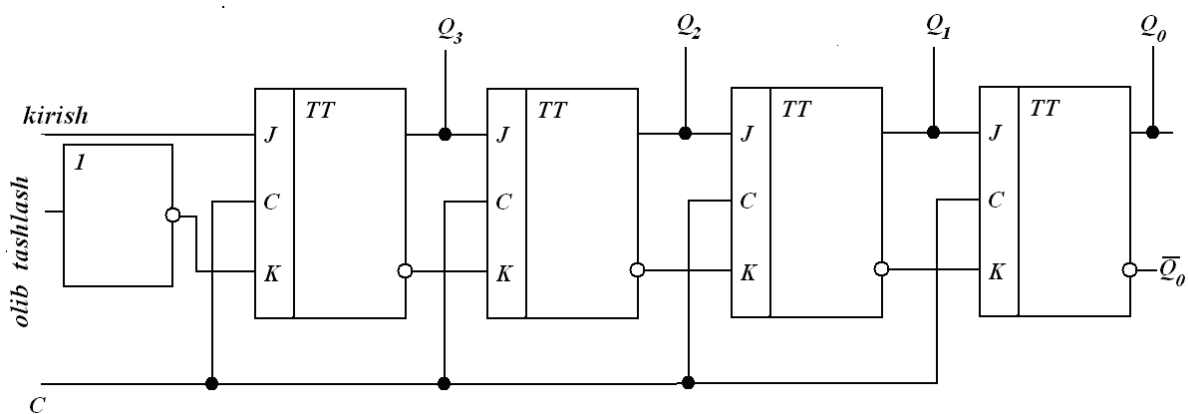 Q3 Q2 Q1 Q0
kirish
1
olib tashlash
J TT J TT J TT J TT
C C C C
K K K K
Q̅0
C